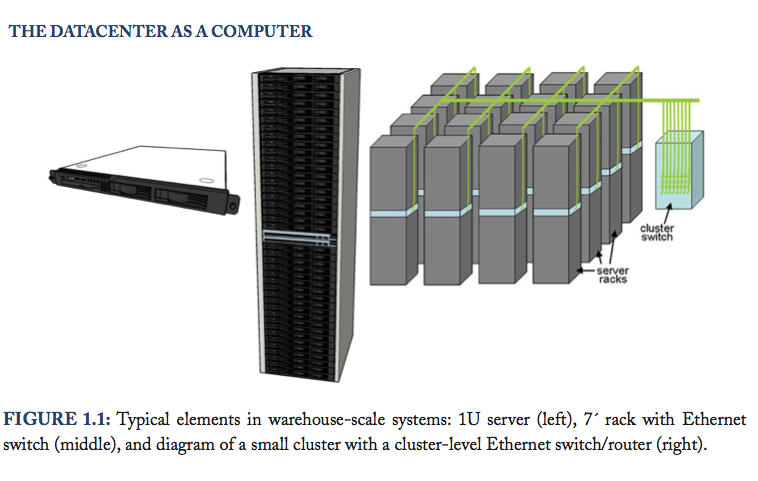 THE DATACENTER AS A COMPUTER
cluster
switch
server
racks
FIGURE 1.1: Typical elements in warehouse-scale systems: 1U server (left), 7´ rack with Ethernet
switch (middle), and diagram of a small cluster with a cluster-level Ethernet switch/router (right).